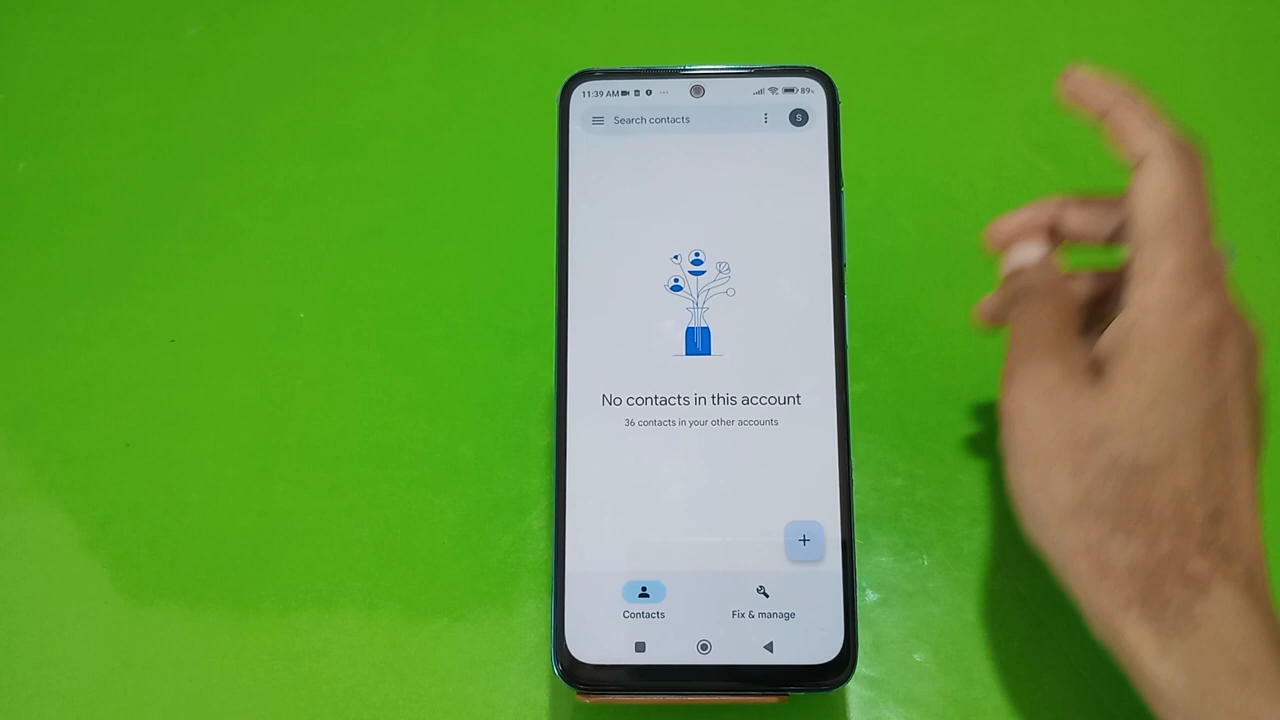 11:39 AM
89%
Search contacts
S
No contacts in this account
36 contacts in your other accounts
Contacts
Fix & manage